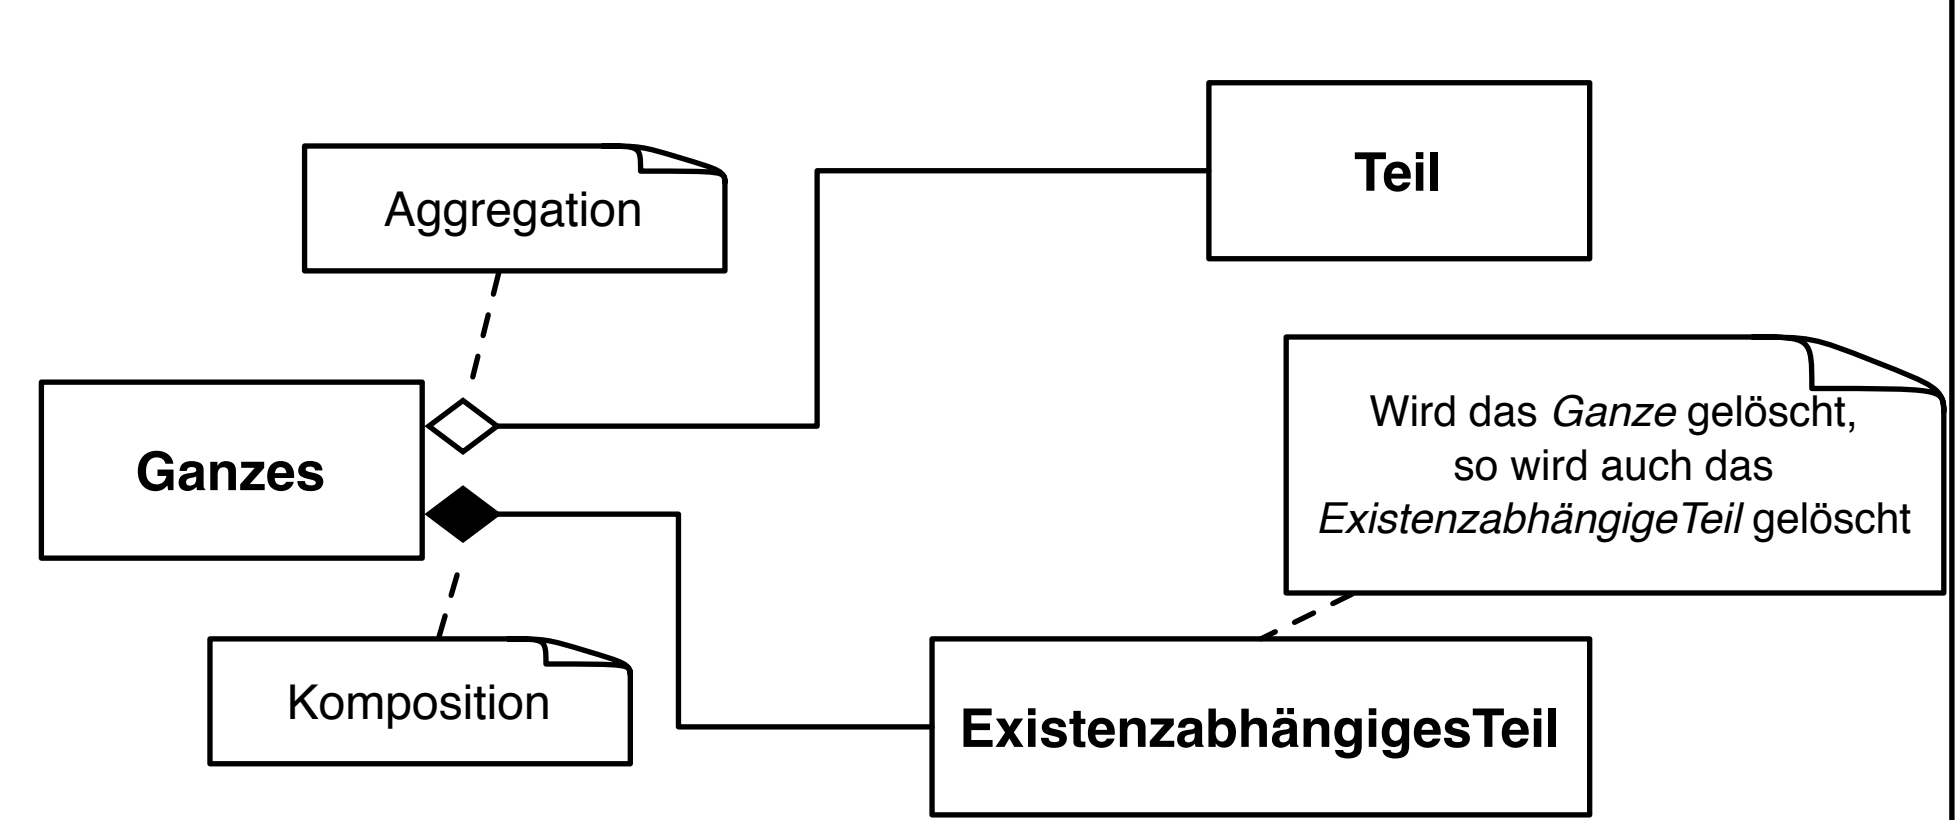 Teil
Aggregation
Wird das Ganze gelöscht,
so wird auch das
ExistenzabhängigeTeil gelöscht
Ganzes
Komposition
ExistenzabhängigesTeil